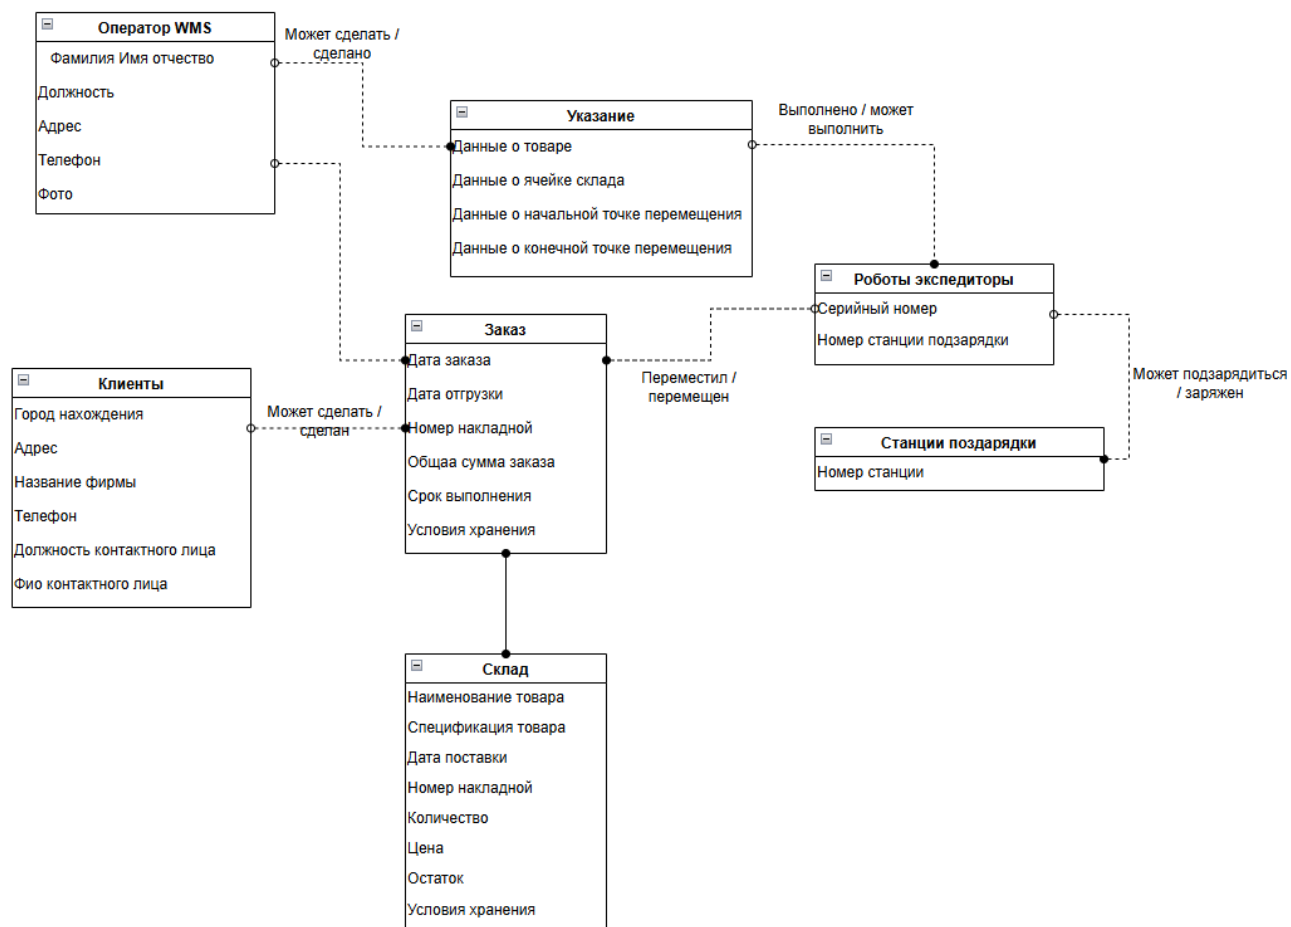 Оператор WMS
Фамилия Имя отчество
Должность
Адрес
Телефон
Фото
Может сделать /
сделано
Указание
Данные о товаре
Данные о ячейке склада
Данные о начальной точке перемещения
Данные о конечной точке перемещения
Выполнено / может
выполнить
Роботы экспедиторы
Серийный номер
Номер станции подзарядки
Заказ
Дата заказа
Дата отгрузки
Номер накладной
Общаа сумма заказа
Срок выполнения
Условия хранения
Переместил /
перемещен
Может подзарядиться
/ заряжен
Клиенты
Город нахождения
Адрес
Название фирмы
Телефон
Должность контактного лица
Фио контактного лица
Может сделать /
сделан
Станции поздарядки
Номер станции
Склад
Наименование товара
Спецификация товара
Дата поставки
Номер накладной
Количество
Цена
Остаток
Условия хранения